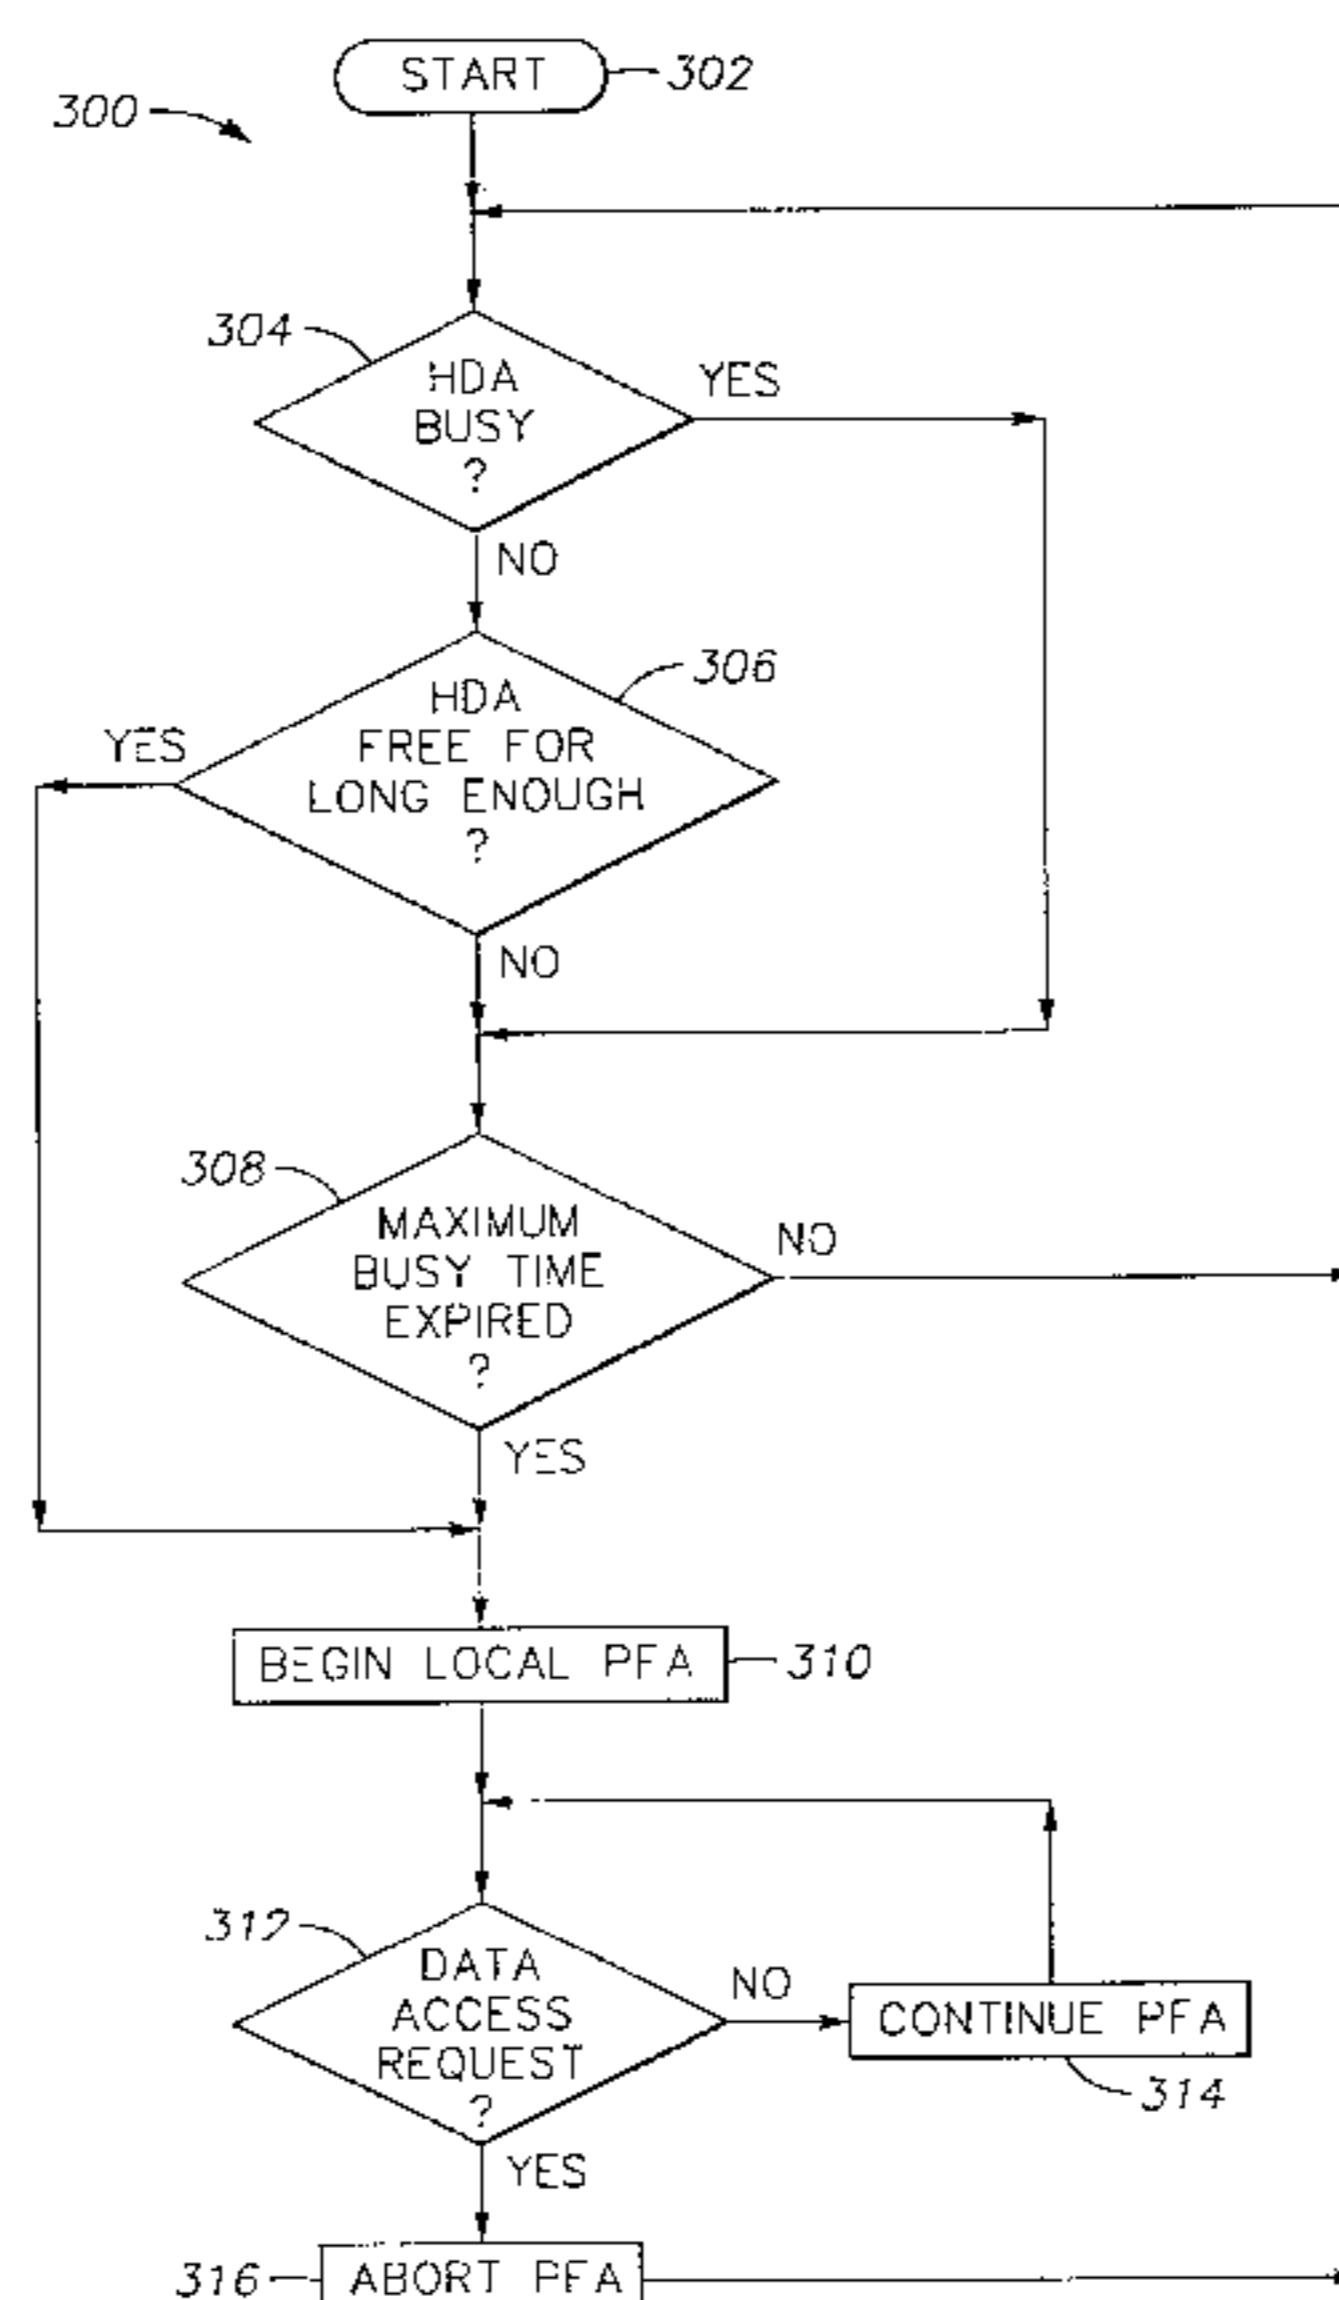 START
302
300
304
HDA
BUSY
?
YES
NO
306
HDA
FREE FOR
LONG ENOUGH
?
YES
NO
308
MAXIMUM
BUSY TIME
EXPIRED
?
NO
YES
BEGIN LOCAL PFA
310
312
DATA
ACCESS
REQUEST
?
NO
CONTINUE PFA
314
YES
316
ABORT PFA